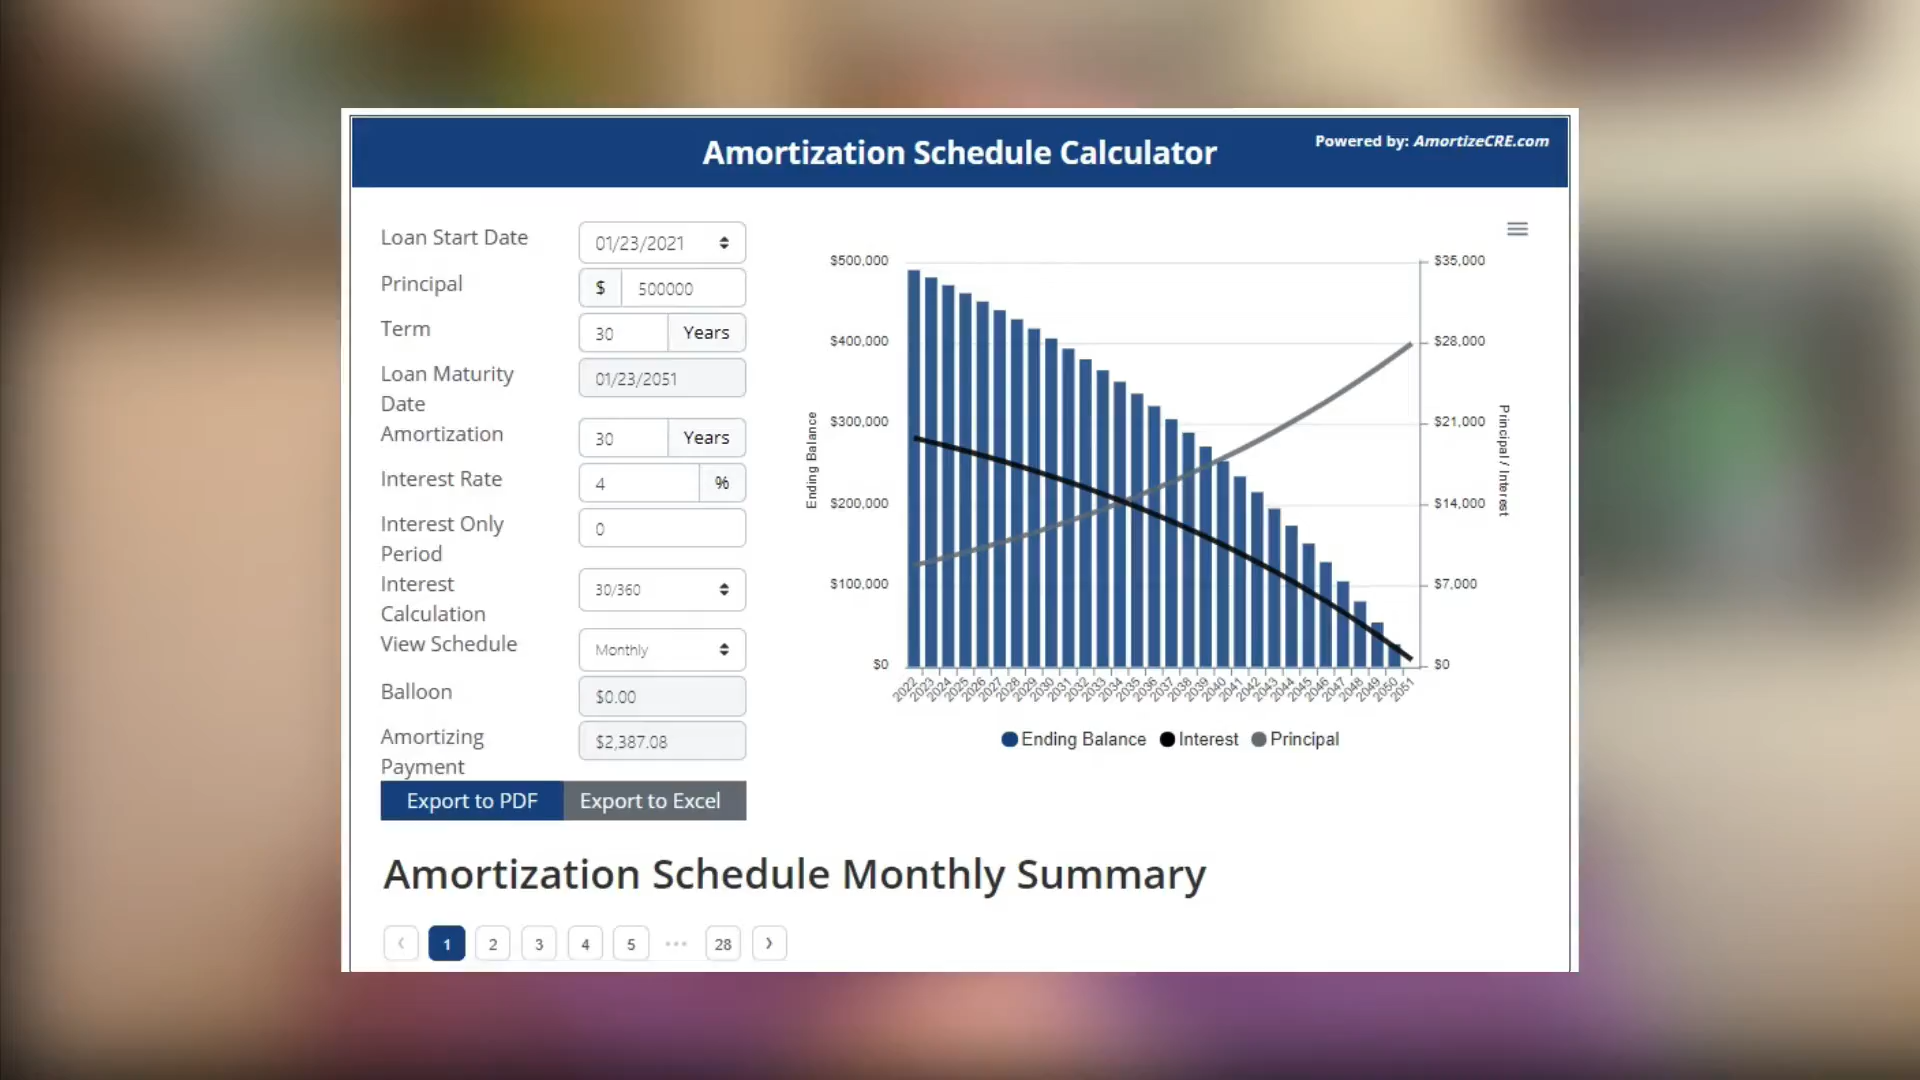 Amortization Schedule Calculator
Powered by: AmortizeCRE.com
Loan Start Date 01/23/2021
Principal $ 500000
Term 30 Years
Loan Maturity Date 01/23/2051
Amortization 30 Years
Interest Rate 4 %
Interest Only Period 0
Interest Calculation 30/360
View Schedule Monthly
Balloon $0.00
Amortizing Payment $2,387.08
Export to PDF Export to Excel
Ending Balance
$500,000
$400,000
$300,000
$200,000
$100,000
$0
$35,000
$28,000
$21,000
$14,000
$7,000
$0
Principal / Interest
2022 2023 2024 2025 2026 2027 2028 2029 2030 2031 2032 2033 2034 2035 2036 2037 2038 2039 2040 2041 2042 2043 2044 2045 2046 2047 2048 2049 2050 2051
Ending Balance Interest Principal
Amortization Schedule Monthly Summary
‹ 1 2 3 4 5 ••• 28 ›